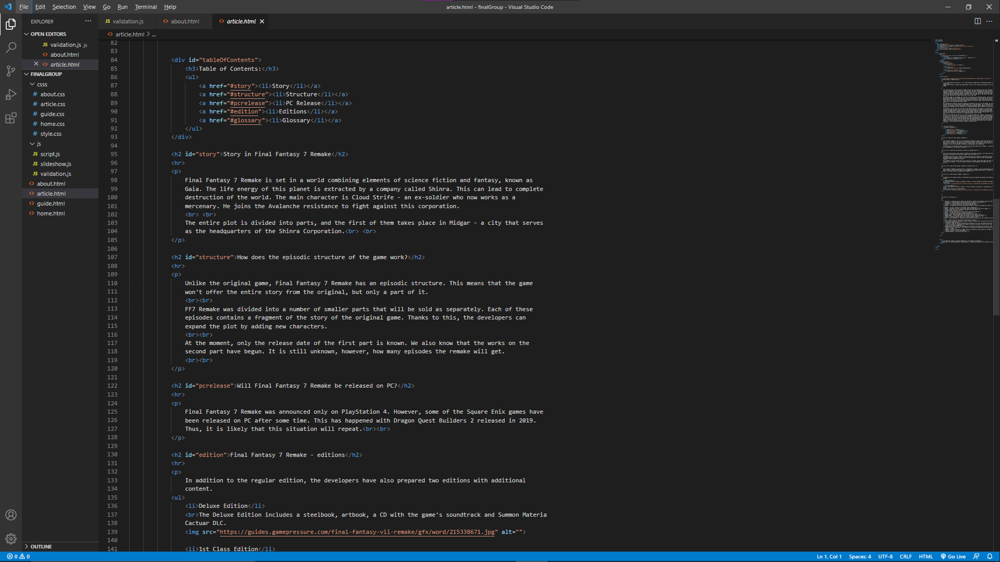 File Edit Selection View Go Run Terminal Help
article.html - finalGroup - Visual Studio Code
EXPLORER
OPEN EDITORS
validation.js js
about.html
article.html
FINALGROUP
csss
about.css
article.css
guide.css
home.css
style.css
js
script.js
slideshow.js
validation.js
about.html
article.html
guide.html
home.html
OUTLINE
validation.js about.html article.html
article.html > ...
82
83
84 <div id="tableOfContents">
85 <h3>Table of Contents:</h3>
86 <ul>
87 <a href="#story"><li>Story</li></a>
88 <a href="#structure"><li>Structure</li></a>
89 <a href="#pcrelease"><li>PC Release</li></a>
90 <a href="#edition"><li>Editions</li></a>
91 <a href="#glossary"><li>Glossary</li></a>
92 </ul>
93 </div>
94
95 <h2 id="story">Story in Final Fantasy 7 Remake</h2>
96 <hr>
97 <p>
98 Final Fantasy 7 Remake is set in a world combining elements of science fiction and fantasy, known as
99 Gaia. The life energy of this planet is extracted by a company called Shinra. This can lead to complete
100 destruction of the world. The main character is Cloud Strife - an ex-soldier who now works as a
101 mercenary. He joins the Avalanche resistance to fight against this corporation.
102 <br> <br>
103 The entire plot is divided into parts, and the first of them takes place in Midgar - a city that serves
104 as the headquarters of the Shinra Corporation.<br> <br>
105 </p>
106
107 <h2 id="structure">How does the episodic structure of the game work?</h2>
108 <hr>
109 <p>
110 Unlike the original game, Final Fantasy 7 Remake has an episodic structure. This means that the game
111 won't offer the entire story from the original, but only a part of it.
112 <br><br>
113 FF7 Remake was divided into a number of smaller parts that will be sold as separately. Each of these
114 episodes contains a fragment of the story of the original game. Thanks to this, the developers can
115 expand the plot by adding new characters.
116 <br><br>
117 At the moment, only the release date of the first part is known. We also know that the works on the
118 second part have begun. It is still unknown, however, how many episodes the remake will get.
119 <br><br>
120 </p>
121
122 <h2 id="pcrelease">Will Final Fantasy 7 Remake be released on PC?</h2>
123 <hr>
124 <p>
125 Final Fantasy 7 Remake was announced only on PlayStation 4. However, some of the Square Enix games have
126 been released on PC after some time. This has happened with Dragon Quest Builders 2 released in 2019.
127 Thus, it is likely that this situation will repeat.<br><br>
128 </p>
129
130 <h2 id="edition">Final Fantasy 7 Remake - editions</h2>
131 <hr>
132 <p>
133 In addition to the regular edition, the developers have also prepared two editions with additional
134 content.
135 <ul>
136 <li>Deluxe Edition</li>
137 <br>The Deluxe Edition includes a steelbook, artbook, a CD with the game's soundtrack and Summon Materia
138 Cactuar DLC.
139 <img src="https://guides.gamepressure.com/final-fantasy-vii-remake/gfx/word/215338671.jpg" alt="">
140
141 <li>1st Class Edition</li>
0 0
Ln 1, Col 1 Spaces: 4 UTF-8 CRLF HTML Go Live